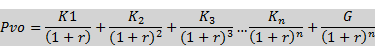 Pvo = K1/(1 + r) + K₂/(1 + r)² + K₃/(1 + r)³ … Kₙ/(1 + r)ⁿ + G/(1 + r)ⁿ